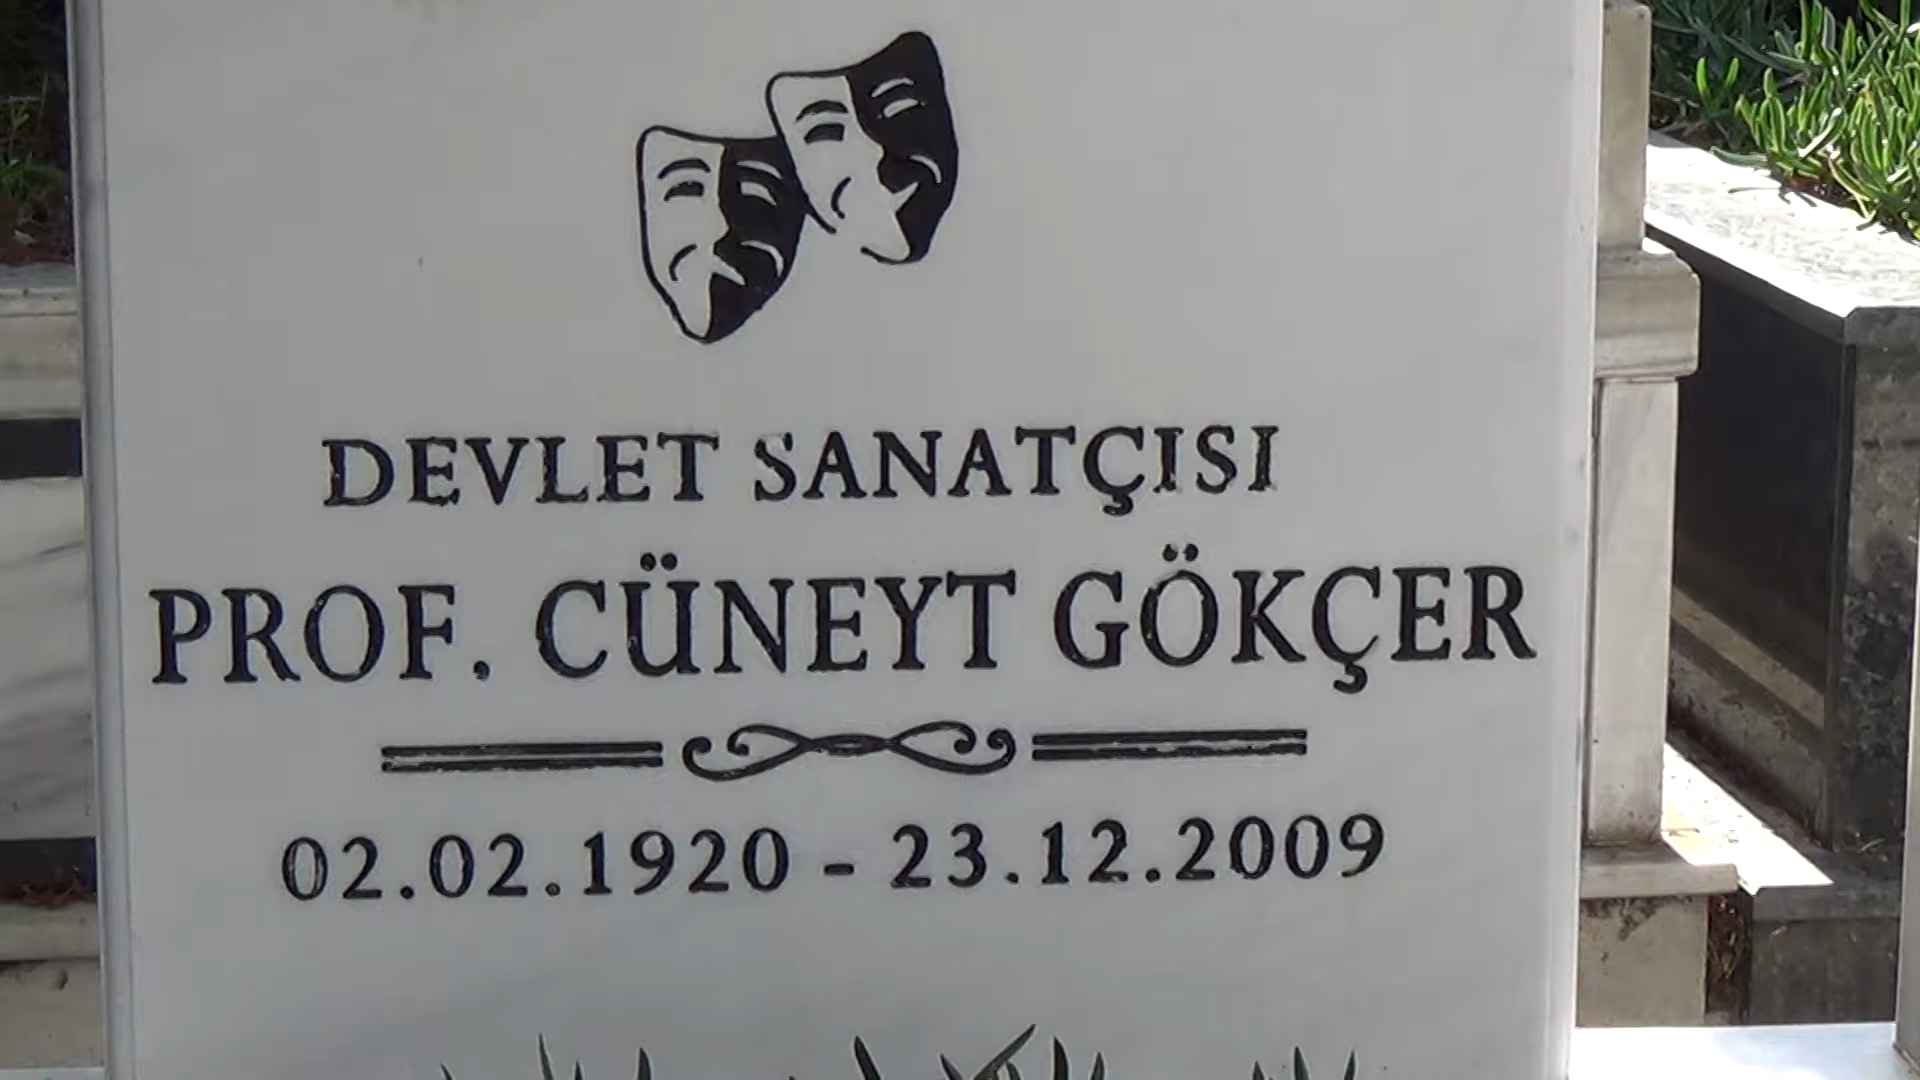 DEVLET SANATÇISI
PROF. CÜNEYT GÖKÇER
02.02.1920 - 23.12.2009